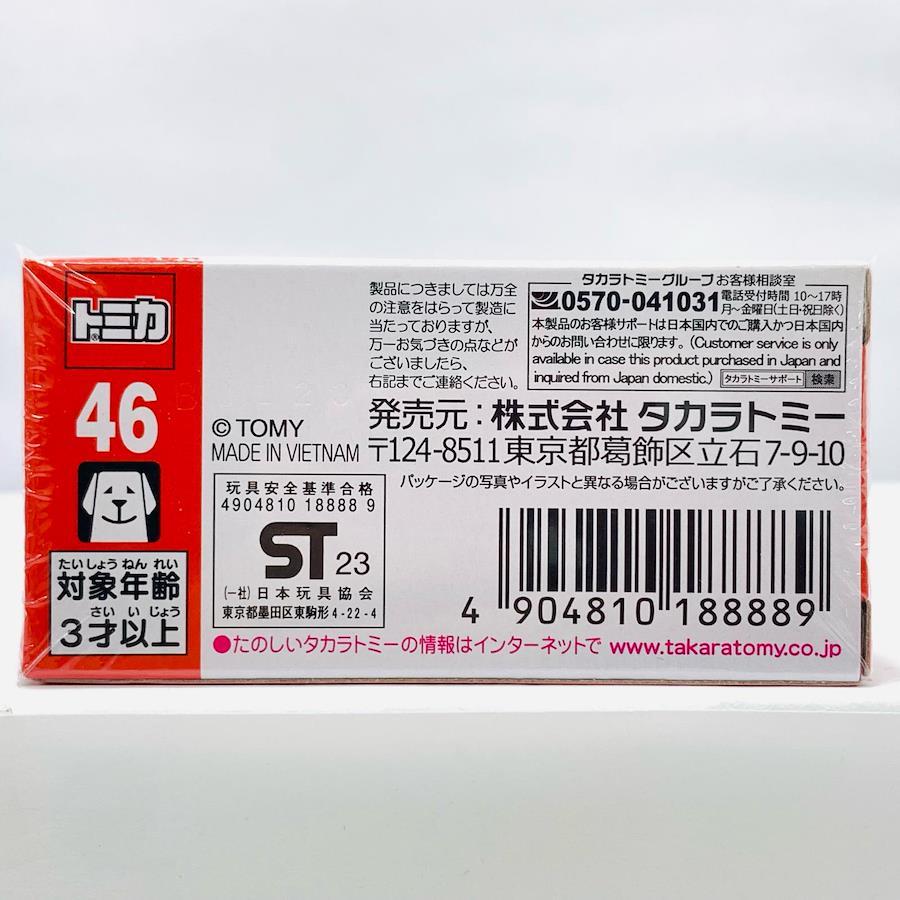 トミカ
®
46
たいしょうねんれい
対象年齢
さいいじょう
3才以上
製品につきましては万全
の注意をはらって製造に
当たっておりますが、
万一お気づきの点などが
ございましたら、
右記までご連絡ください。
タカラトミーグループ お客様相談室
0570-041031 電話受付時間 10〜17時
月〜金曜日(土日・祝日除く)
本製品のお客様サポートは日本国内でのご購入かつ日本国内
からのお問い合わせに限ります。(Customer service is only
available in case this product purchased in Japan and
inquired from Japan domestic.) タカラトミーサポート 検索
© TOMY
MADE IN VIETNAM
発売元:株式会社 タカラトミー
〒124-8511 東京都葛飾区立石7-9-10
パッケージの写真やイラストと異なる場合がございますがご了承ください。
玩具安全基準合格
4904810 18888 9
ST 23
(一社)日本玩具協会
東京都墨田区東駒形4-22-4
4 904810 188889
●たのしいタカラトミーの情報はインターネットで www.takaratomy.co.jp